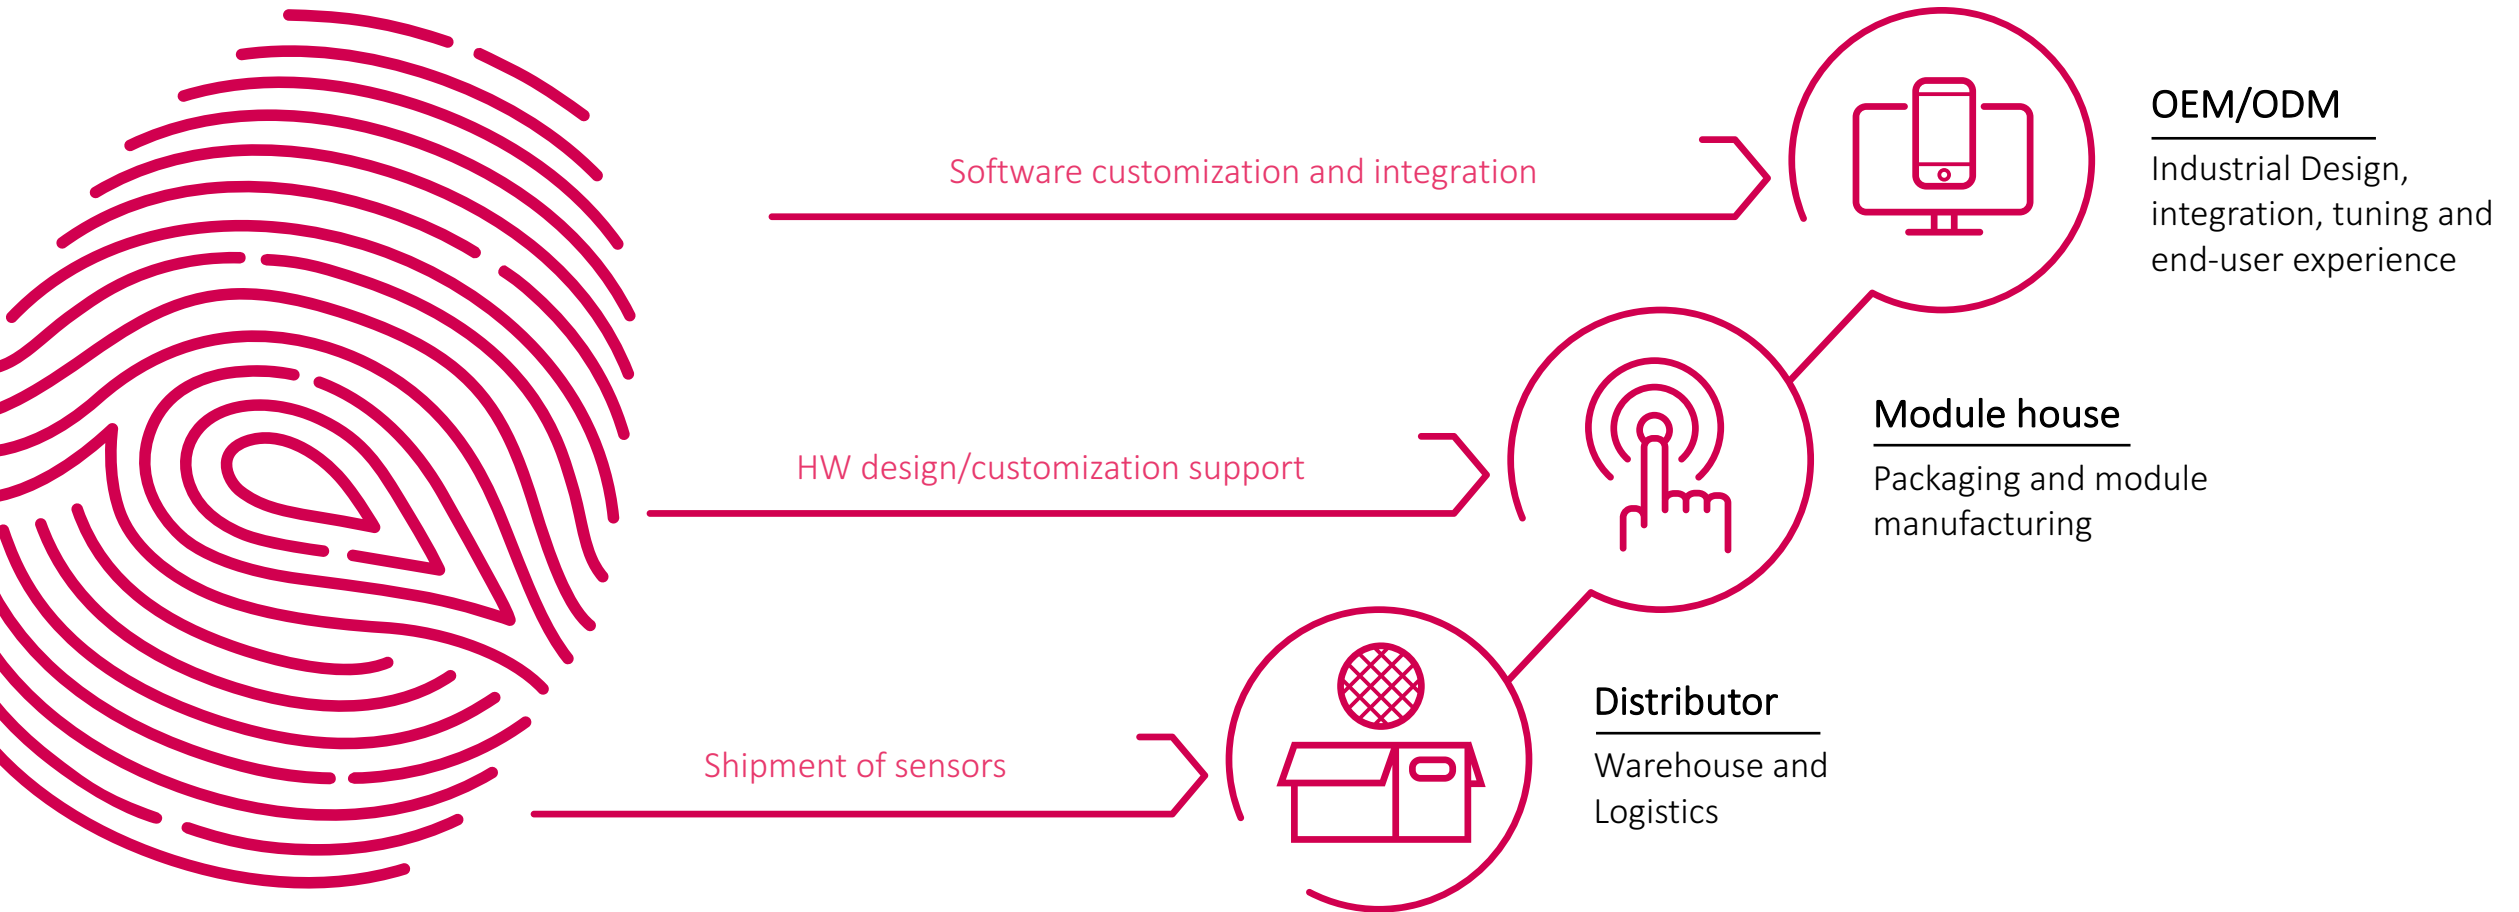 Software customization and integration
OEM/ODM
Industrial Design,
integration, tuning and
end-user experience
HW design/customization support
Module house
Packaging and module
manufacturing
Shipment of sensors
Distributor
Warehouse and
Logistics